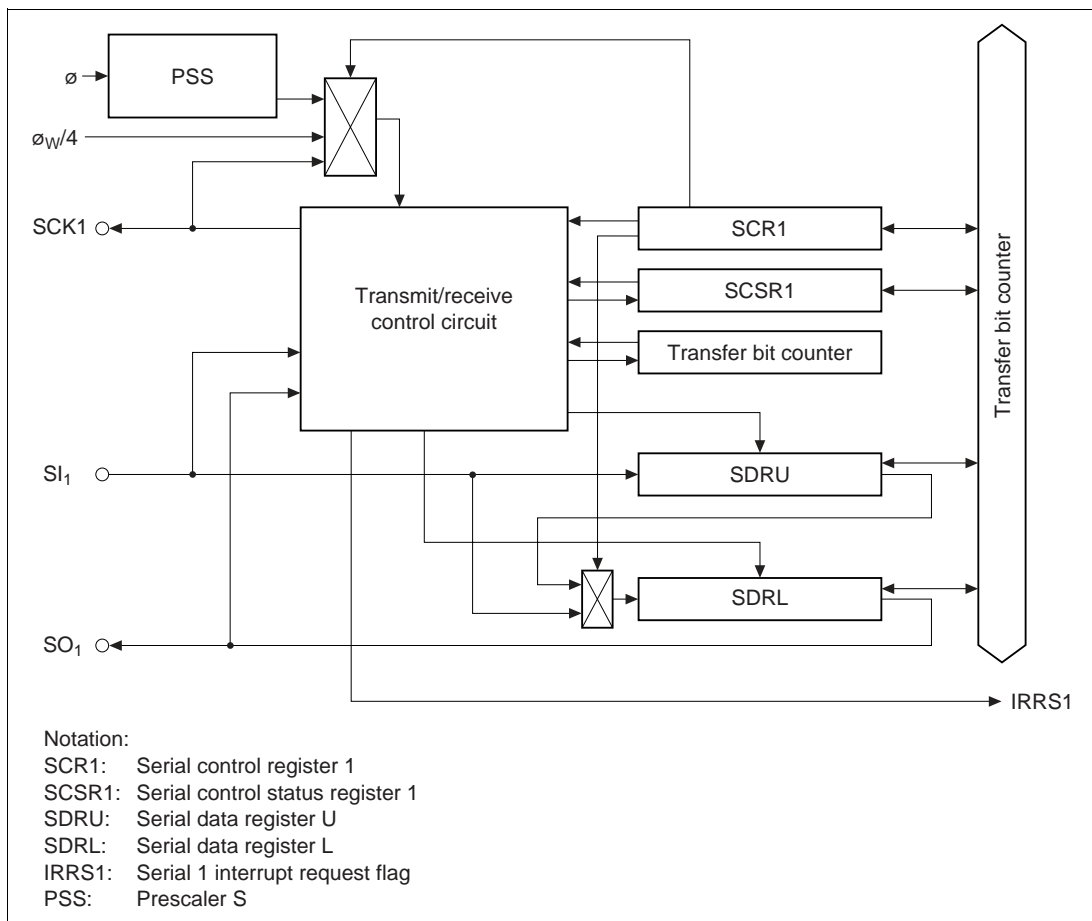 ø
PSS
øW/4
SCK1
SCR1
SCSR1
Transmit/receive
control circuit
Transfer bit counter
Transfer bit counter
SI1
SDRU
SDRL
SO1
IRRS1
Notation:
SCR1: Serial control register 1
SCSR1: Serial control status register 1
SDRU: Serial data register U
SDRL: Serial data register L
IRRS1: Serial 1 interrupt request flag
PSS: Prescaler S